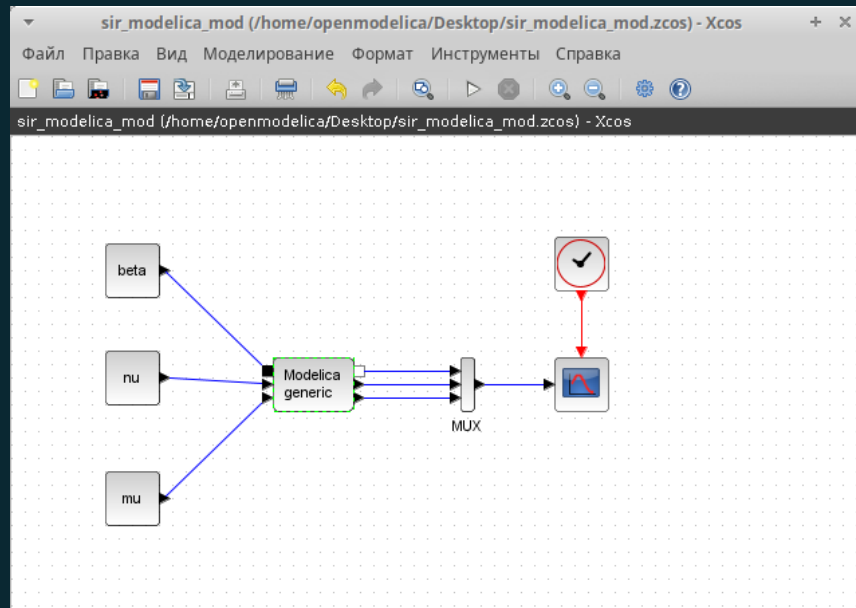 sir_modelica_mod (/home/openmodelica/Desktop/sir_modelica_mod.zcos) - Xcos
Файл Правка Вид Моделирование Формат Инструменты Справка
sir_modelica_mod (/home/openmodelica/Desktop/sir_modelica_mod.zcos) - Xcos
beta
nu
Modelica
generic
MUX
mu